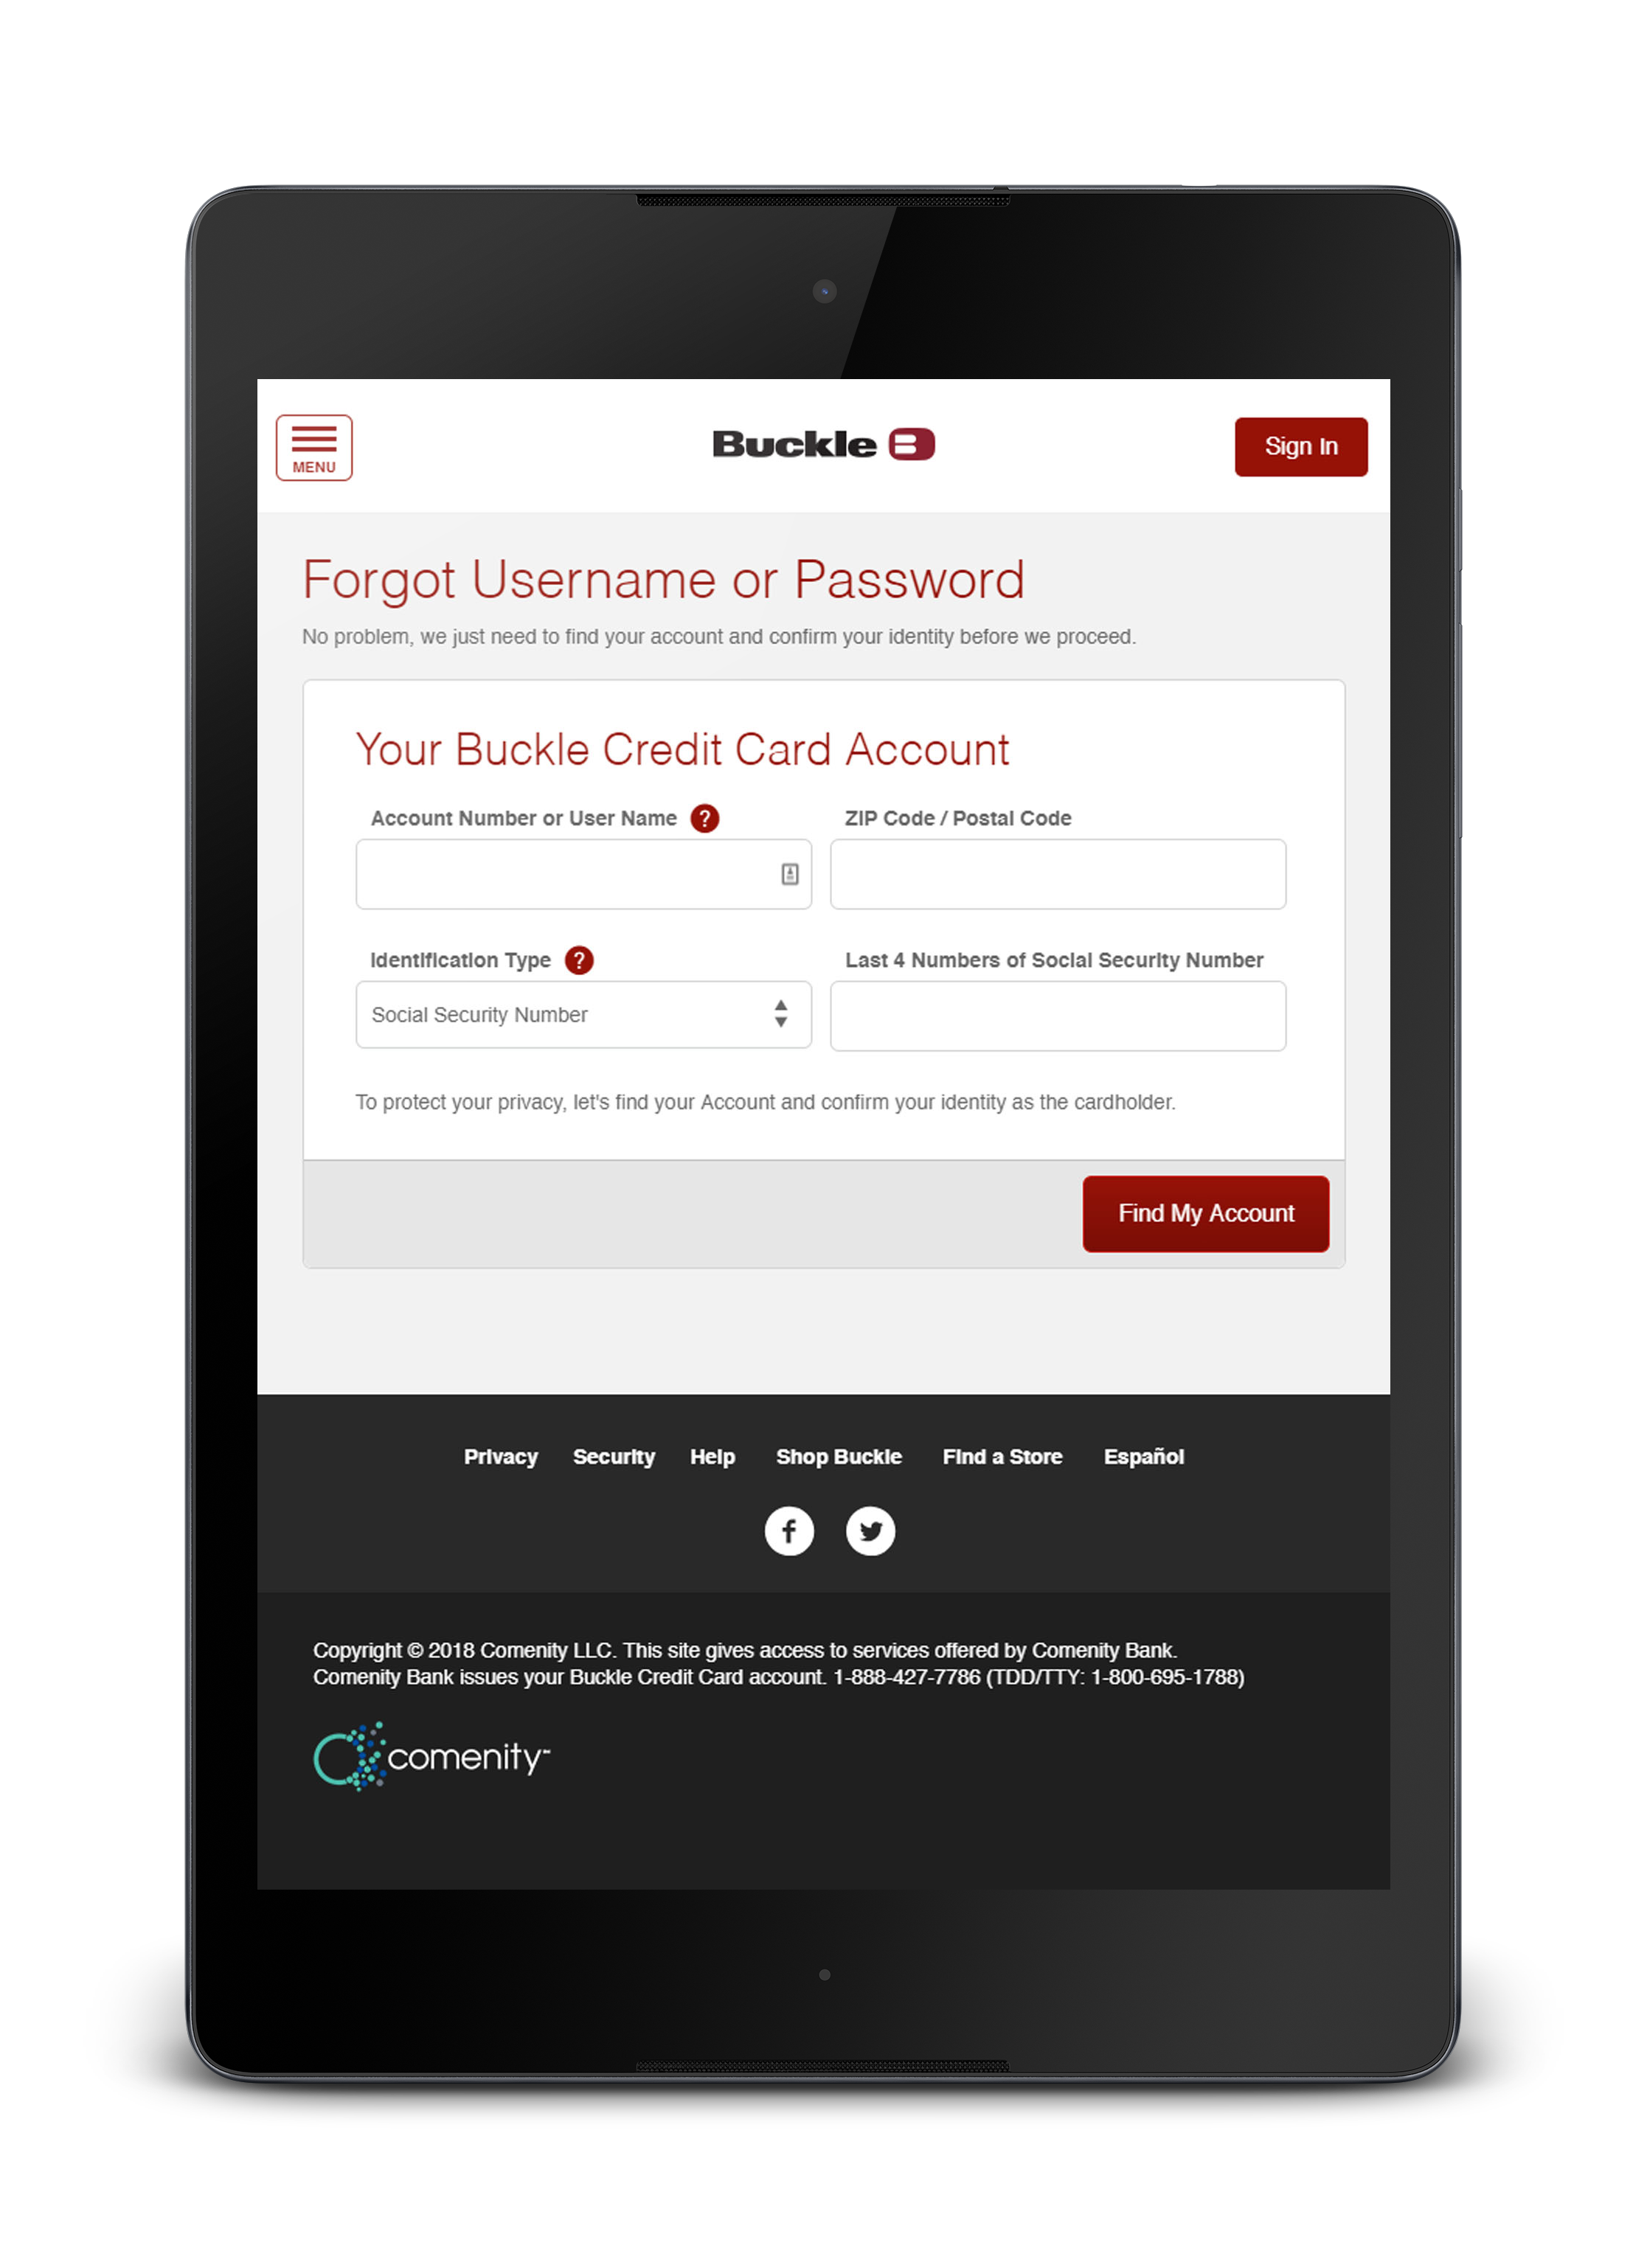 MENU
Buckle B
Sign In
Forgot Username or Password
No problem, we just need to find your account and confirm your identity before we proceed.
Your Buckle Credit Card Account
Account Number or User Name ?
ZIP Code / Postal Code
Identification Type ?
Last 4 Numbers of Social Security Number
Social Security Number
To protect your privacy, let's find your Account and confirm your identity as the cardholder.
Find My Account
Privacy Security Help Shop Buckle Find a Store Español
Copyright © 2018 Comenity LLC. This site gives access to services offered by Comenity Bank.
Comenity Bank issues your Buckle Credit Card account. 1-888-427-7786 (TDD/TTY: 1-800-695-1788)
comenity℠